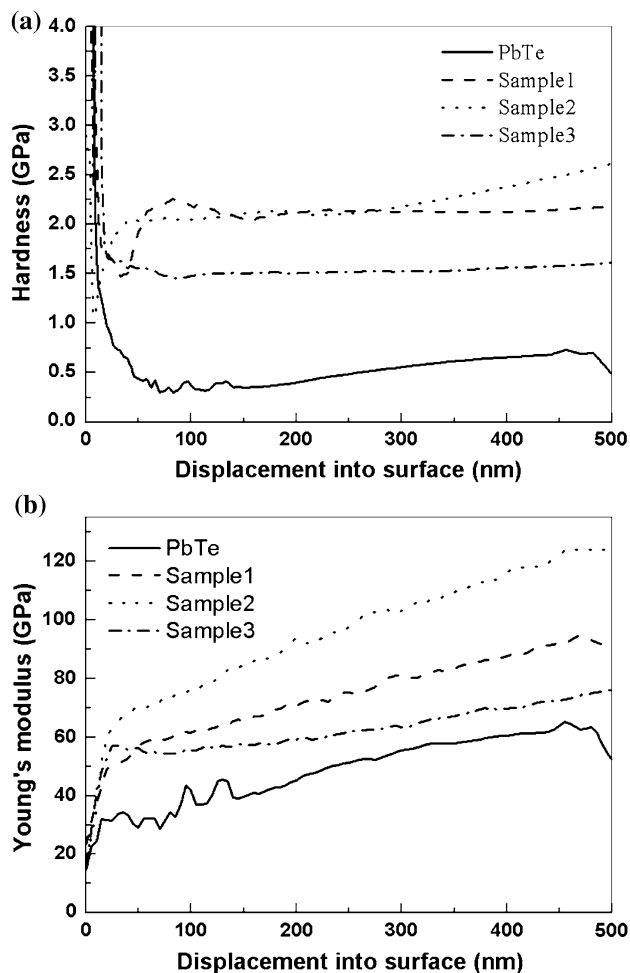 (a)
4.0
3.5
3.0
2.5
2.0
1.5
1.0
0.5
0.0
Hardness (GPa)
PbTe
Sample1
Sample2
Sample3
0 100 200 300 400 500
Displacement into surface (nm)
(b)
120
100
80
60
40
20
0
Young's modulus (GPa)
PbTe
Sample1
Sample2
Sample3
0 100 200 300 400 500
Displacement into surface (nm)